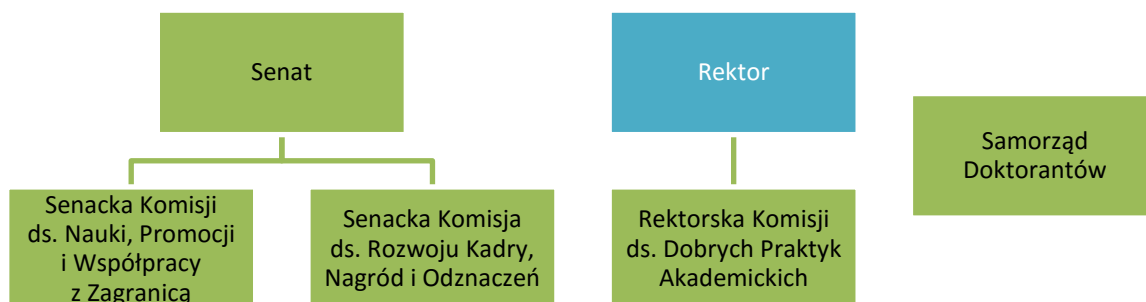 Senat
Rektor
Samorząd
Doktorantów
Senacka Komisji
ds. Nauki, Promocji
i Współpracy
z Zagranicą
Senacka Komisja
ds. Rozwoju Kadry,
Nagród i Odznaczeń
Rektorska Komisji
ds. Dobrych Praktyk
Akademickich